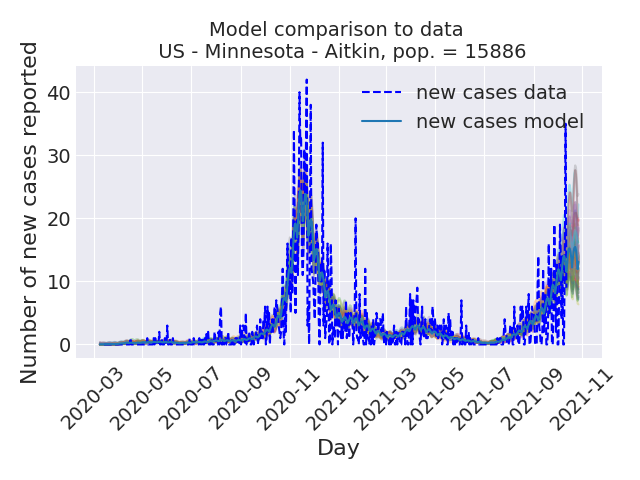 Model comparison to data
US - Minnesota - Aitkin, pop. = 15886
Number of new cases reported
40
30
20
10
0
new cases data
new cases model
2020-03
2020-05
2020-07
2020-09
2020-11
2021-01
2021-03
2021-05
2021-07
2021-09
2021-11
Day